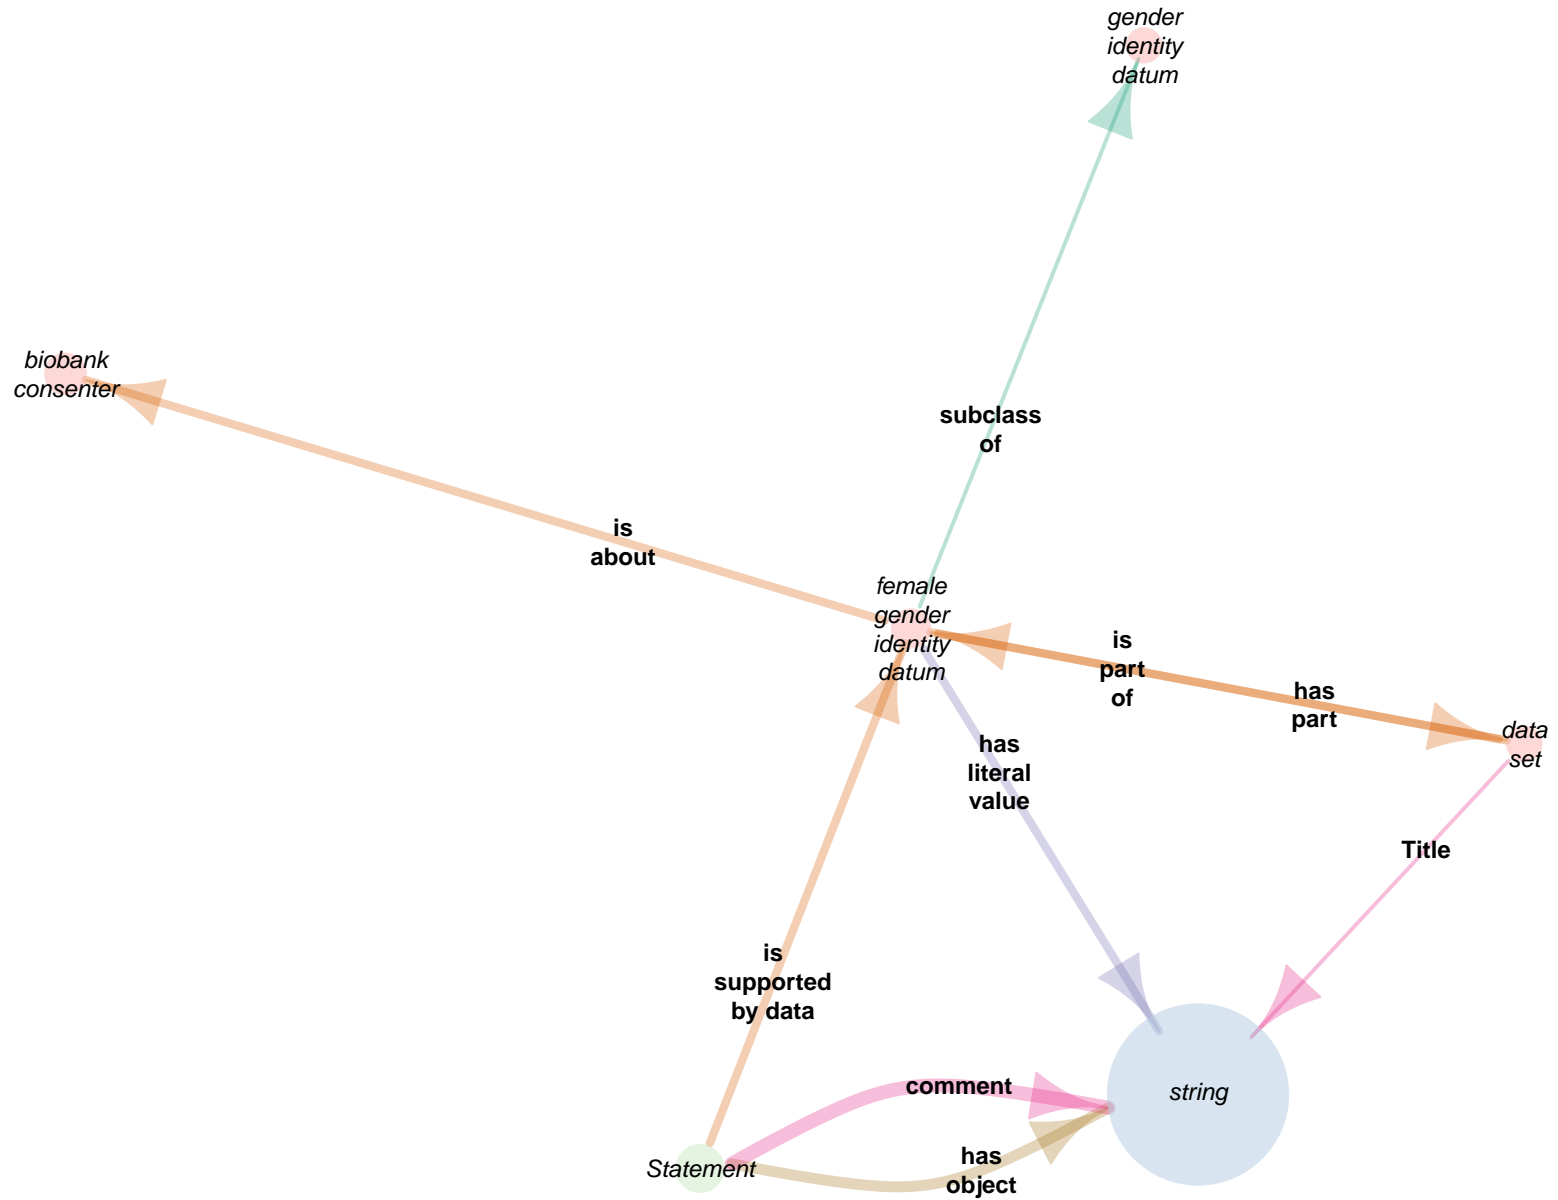 gender
identity
datum
biobank
consenter
subclass
of
is
about
female
gender
identity
datum
is
part
of
has
part
data
set
has
literal
value
Title
is
supported
by data
comment
string
Statement
has
object